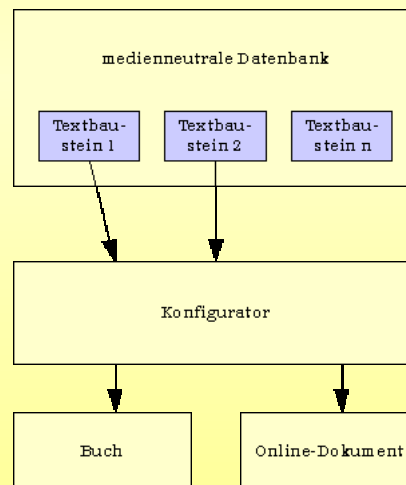 medienneutrale Datenbank
Textbau-
stein 1
Textbau-
stein 2
Textbau-
stein n
Konfigurator
Buch
Online-Dokument